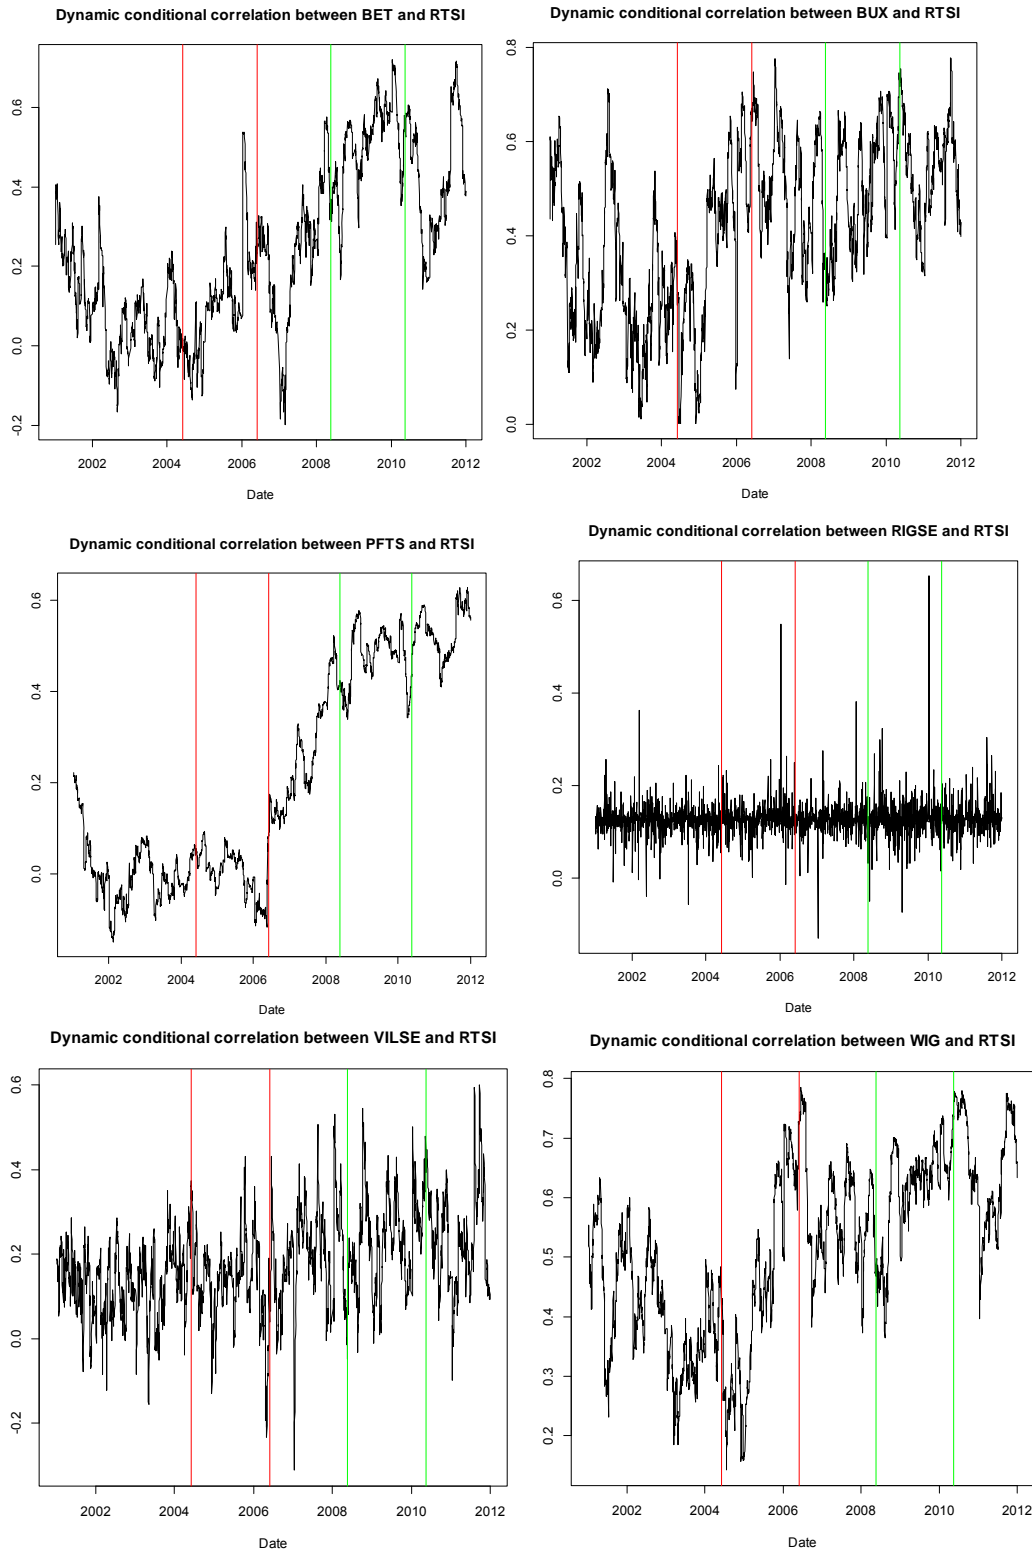 Dynamic conditional correlation between BET and RTSI
0.6
0.4
0.2
0.0
-0.2
2002 2004 2006 2008 2010 2012
Date
Dynamic conditional correlation between BUX and RTSI
0.8
0.6
0.4
0.2
0.0
2002 2004 2006 2008 2010 2012
Date
Dynamic conditional correlation between PFTS and RTSI
0.6
0.4
0.2
0.0
2002 2004 2006 2008 2010 2012
Date
Dynamic conditional correlation between RIGSE and RTSI
0.6
0.4
0.2
0.0
2002 2004 2006 2008 2010 2012
Date
Dynamic conditional correlation between VILSE and RTSI
0.6
0.4
0.2
0.0
-0.2
2002 2004 2006 2008 2010 2012
Date
Dynamic conditional correlation between WIG and RTSI
0.8
0.7
0.6
0.5
0.4
0.3
0.2
2002 2004 2006 2008 2010 2012
Date